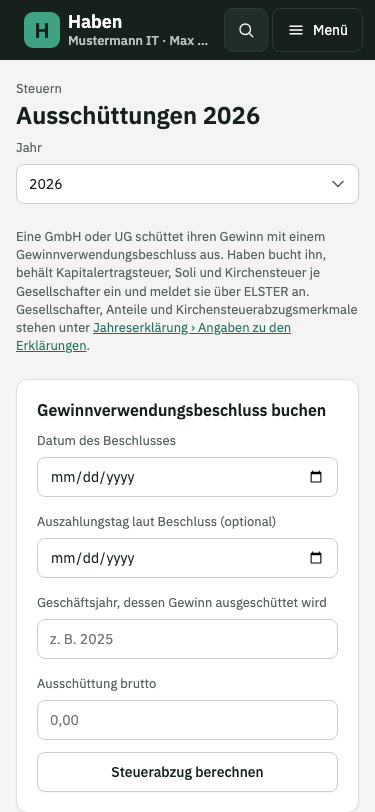 H
Haben
Mustermann IT · Max ...
Menü
Steuern
Ausschüttungen 2026
Jahr
2026
Eine GmbH oder UG schüttet ihren Gewinn mit einem
Gewinnverwendungsbeschluss aus. Haben bucht ihn,
behält Kapitalertragsteuer, Soli und Kirchensteuer je
Gesellschafter ein und meldet sie über ELSTER an.
Gesellschafter, Anteile und Kirchensteuerabzugsmerkmale
stehen unter Jahreserklärung › Angaben zu den
Erklärungen.
Gewinnverwendungsbeschluss buchen
Datum des Beschlusses
mm/dd/yyyy
Auszahlungstag laut Beschluss (optional)
mm/dd/yyyy
Geschäftsjahr, dessen Gewinn ausgeschüttet wird
z. B. 2025
Ausschüttung brutto
0,00
Steuerabzug berechnen